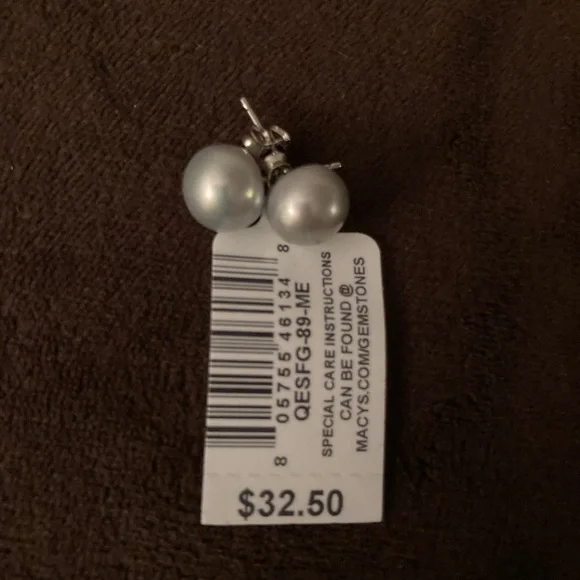 8 05755 46134 8
QESFG-89-ME
SPECIAL CARE INSTRUCTIONS
CAN BE FOUND @
MACYS.COM/GEMSTONES
$32.50